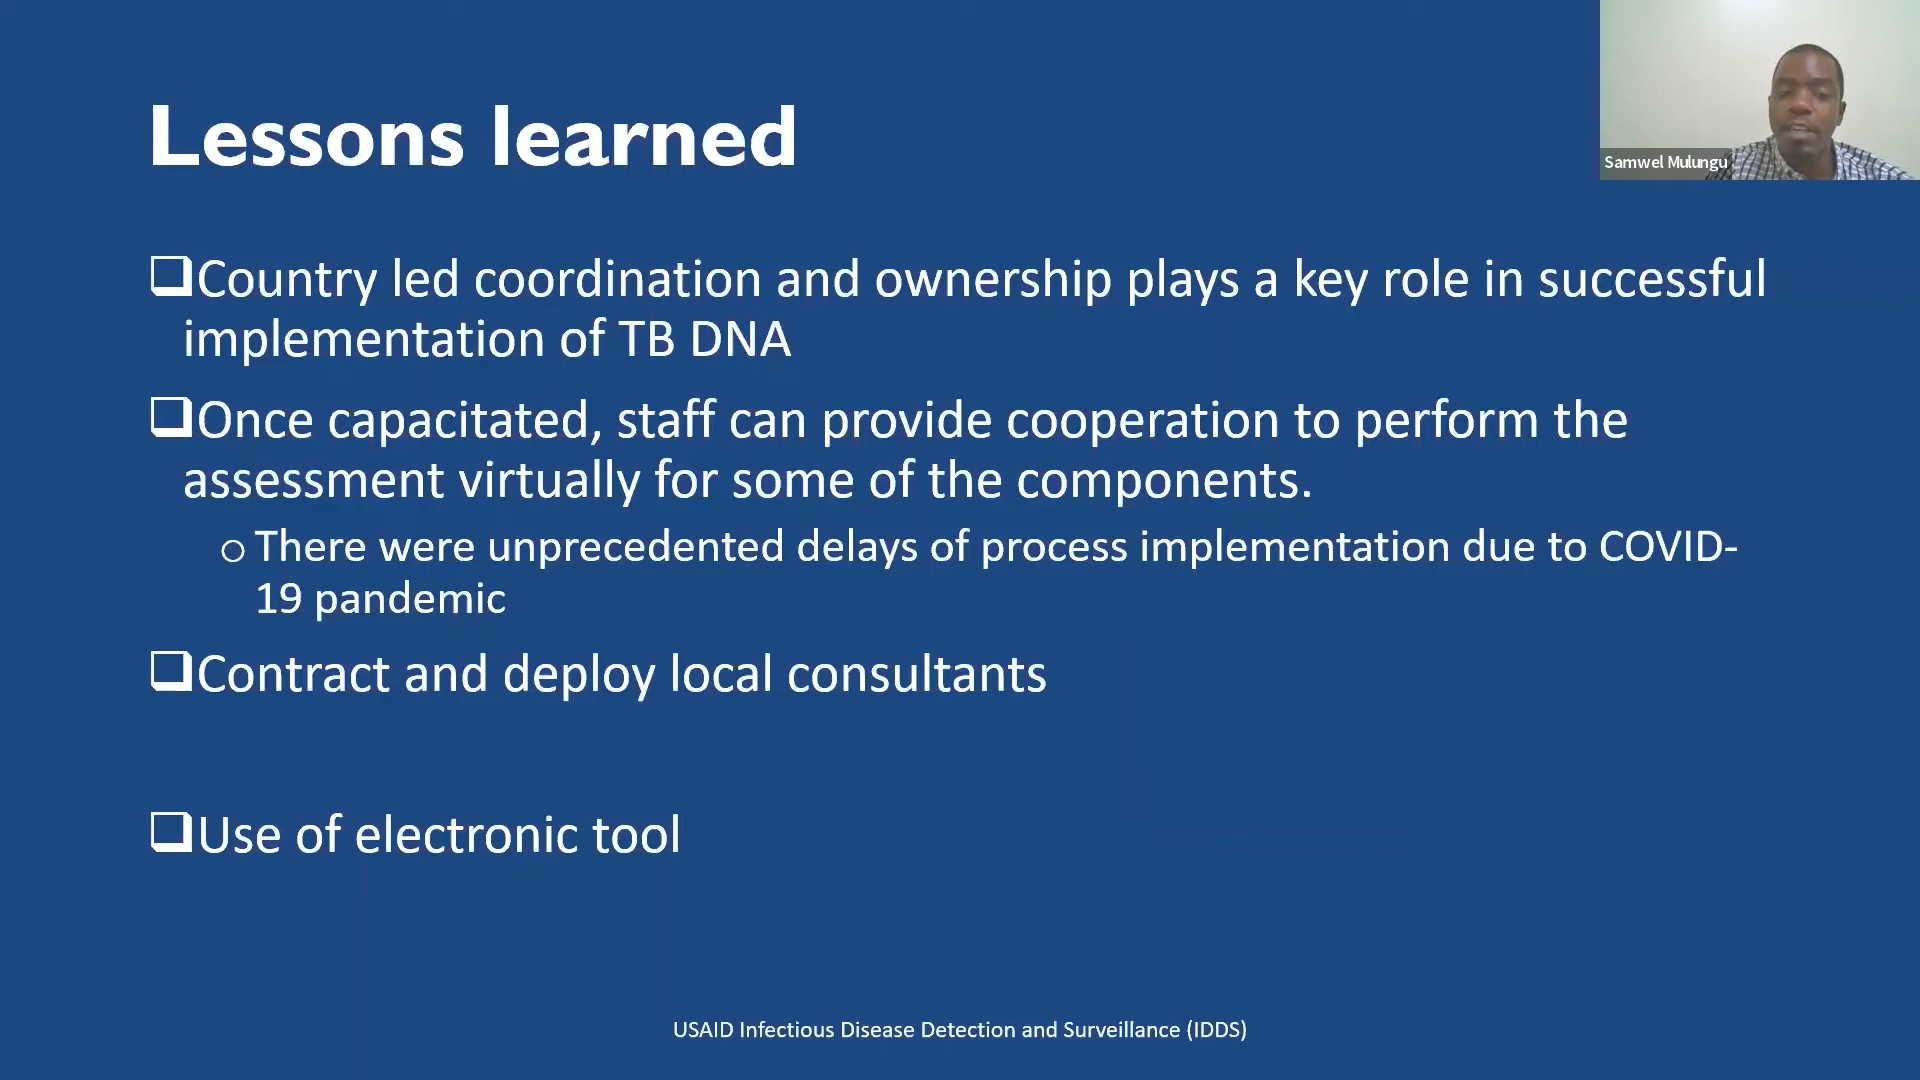 Lessons learned
Samwel Mulungu
❑Country led coordination and ownership plays a key role in successful
implementation of TB DNA
❑Once capacitated, staff can provide cooperation to perform the
assessment virtually for some of the components.
o There were unprecedented delays of process implementation due to COVID-
19 pandemic
❑Contract and deploy local consultants
❑Use of electronic tool
USAID Infectious Disease Detection and Surveillance (IDDS)